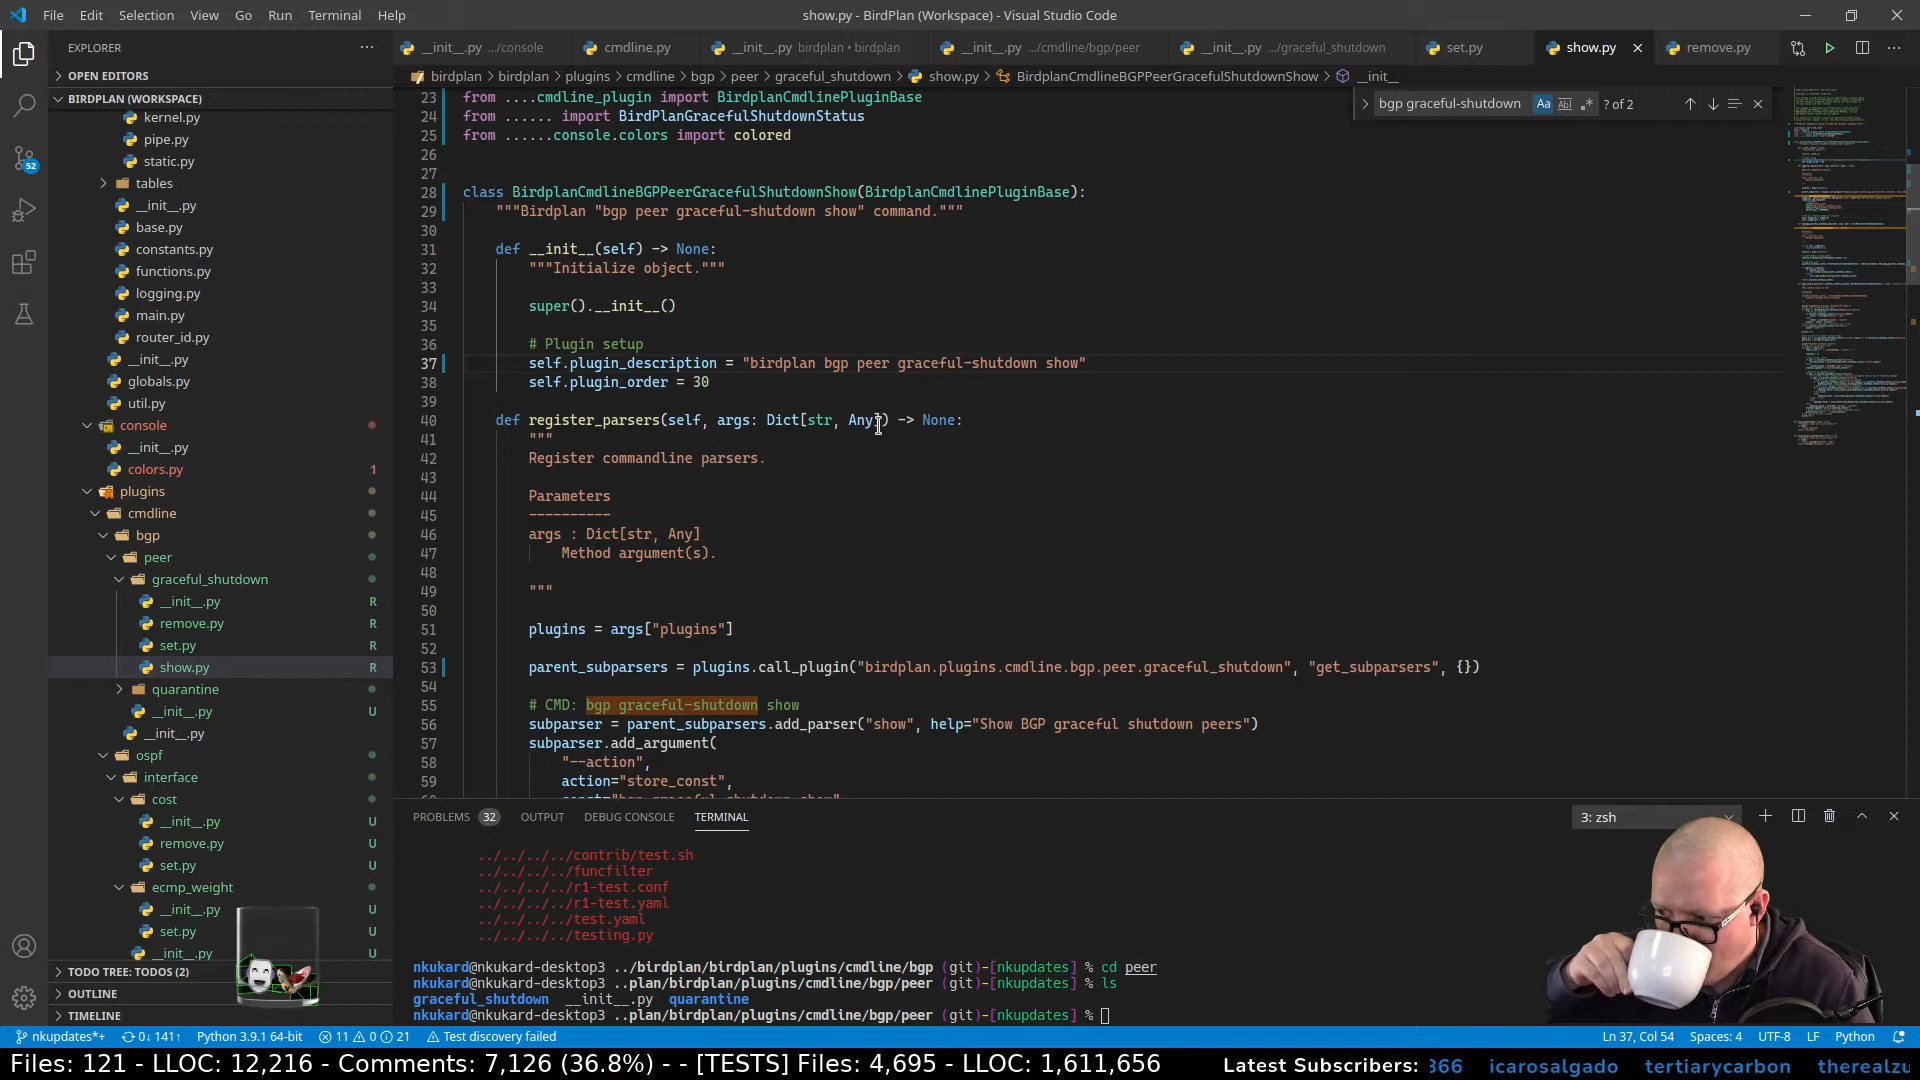 File Edit Selection View Go Run Terminal Help
show.py - BirdPlan (Workspace) - Visual Studio Code
EXPLORER
OPEN EDITORS
BIRDPLAN (WORKSPACE)
kernel.py
pipe.py
static.py
tables
__init__.py
base.py
constants.py
functions.py
logging.py
main.py
router_id.py
__init__.py
globals.py
util.py
console
__init__.py
colors.py 1
plugins
cmdline
bgp
peer
graceful_shutdown
__init__.py R
remove.py R
set.py R
show.py R
quarantine
__init__.py U
__init__.py
ospf
interface
cost
__init__.py U
remove.py U
set.py U
ecmp_weight
__init__.py U
set.py U
__init__.py U
TODO TREE: TODOS (2)
OUTLINE
TIMELINE
52
__init__.py .../console cmdline.py __init__.py birdplan • birdplan __init__.py .../cmdline/bgp/peer __init__.py .../graceful_shutdown set.py show.py remove.py
birdplan > birdplan > plugins > cmdline > bgp > peer > graceful_shutdown > show.py > BirdplanCmdlineBGPPeerGracefulShutdownShow > __init__
bgp graceful-shutdown Aa Abl .* ? of 2
23 from ....cmdline_plugin import BirdplanCmdlinePluginBase
24 from ...... import BirdPlanGracefulShutdownStatus
25 from ......console.colors import colored
26
27
28 class BirdplanCmdlineBGPPeerGracefulShutdownShow(BirdplanCmdlinePluginBase):
29 """Birdplan "bgp peer graceful-shutdown show" command."""
30
31 def __init__(self) -> None:
32 """Initialize object."""
33
34 super().__init__()
35
36 # Plugin setup
37 self.plugin_description = "birdplan bgp peer graceful-shutdown show"
38 self.plugin_order = 30
39
40 def register_parsers(self, args: Dict[str, Any]) -> None:
41 """
42 Register commandline parsers.
43
44 Parameters
45 ----------
46 args : Dict[str, Any]
47 Method argument(s).
48
49 """
50
51 plugins = args["plugins"]
52
53 parent_subparsers = plugins.call_plugin("birdplan.plugins.cmdline.bgp.peer.graceful_shutdown", "get_subparsers", {})
54
55 # CMD: bgp graceful-shutdown show
56 subparser = parent_subparsers.add_parser("show", help="Show BGP graceful shutdown peers")
57 subparser.add_argument(
58 "--action",
59 action="store_const",
PROBLEMS 32 OUTPUT DEBUG CONSOLE TERMINAL
3: zsh
../../../../contrib/test.sh
../../../../funcfilter
../../../../r1-test.conf
../../../../r1-test.yaml
../../../../test.yaml
../../../../testing.py
nkukard@nkukard-desktop3 ../birdplan/birdplan/plugins/cmdline/bgp (git)-[nkupdates] % cd peer
nkukard@nkukard-desktop3 ..plan/birdplan/plugins/cmdline/bgp/peer (git)-[nkupdates] % ls
graceful_shutdown __init__.py quarantine
nkukard@nkukard-desktop3 ..plan/birdplan/plugins/cmdline/bgp/peer (git)-[nkupdates] %
nkupdates*+ 0↓ 141↑ Python 3.9.1 64-bit 11 0 21 Test discovery failed
Ln 37, Col 54 Spaces: 4 UTF-8 LF Python
Files: 121 - LLOC: 12,216 - Comments: 7,126 (36.8%) - - [TESTS] Files: 4,695 - LLOC: 1,611,656
Latest Subscribers: 366 icarosalgado tertiarycarbon therealzu